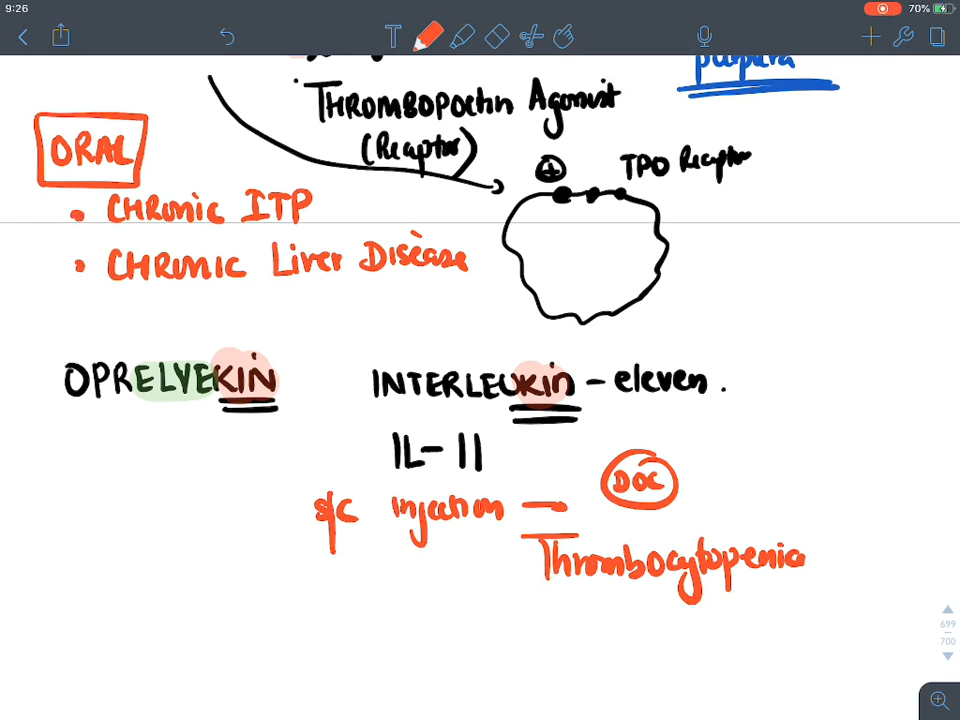 9:26
70%
T
purpura
THROMBOPOetin Agonist
(Receptor)
ORAL
+
TPO Receptor
• CHRONIC ITP
• CHRONIC Liver Disease
OPRELVEKIN
INTERLEUKIN – eleven .
IL – 11
S/C Injection —
DOC
Thrombocytopenia
699
700